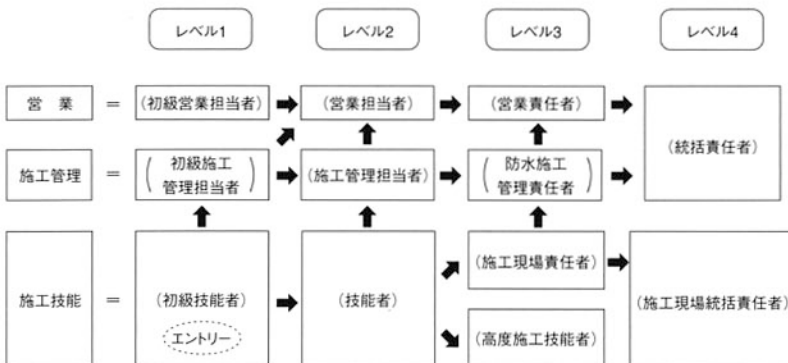 レベル1 レベル2 レベル3 レベル4
営　業 ＝ (初級営業担当者) (営業担当者) (営業責任者)
(統括責任者)
施工管理 ＝ (初級施工管理担当者) (施工管理担当者) (防水施工管理責任者)
施工技能 ＝ (初級技能者) (技能者) (施工現場責任者) (施工現場統括責任者)
エントリー (高度施工技能者)